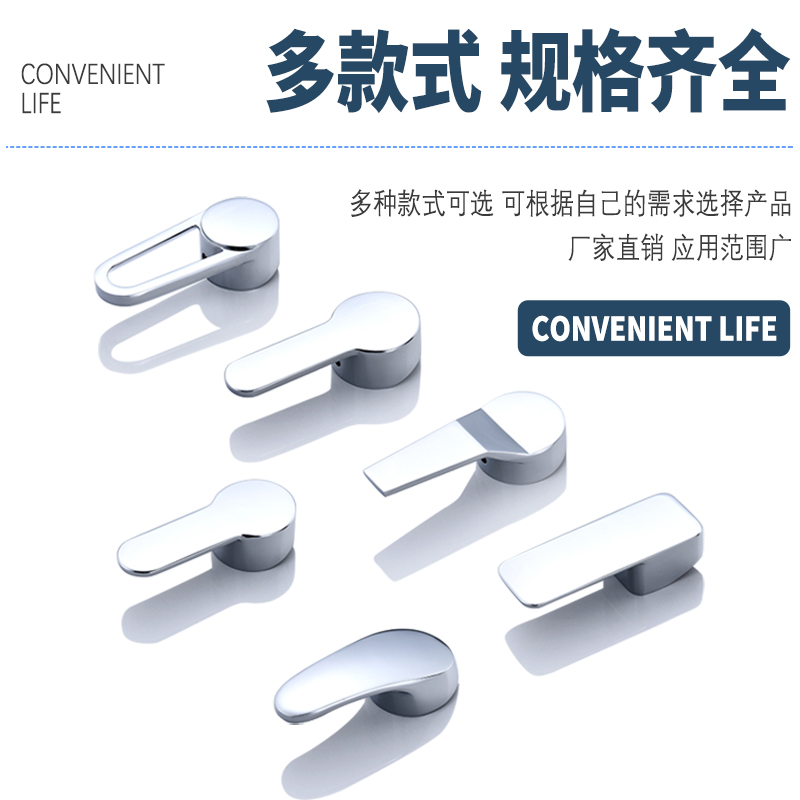 CONVENIENT
LIFE
多款式 规格齐全
多种款式可选 可根据自己的需求选择产品
厂家直销 应用范围广
CONVENIENT LIFE